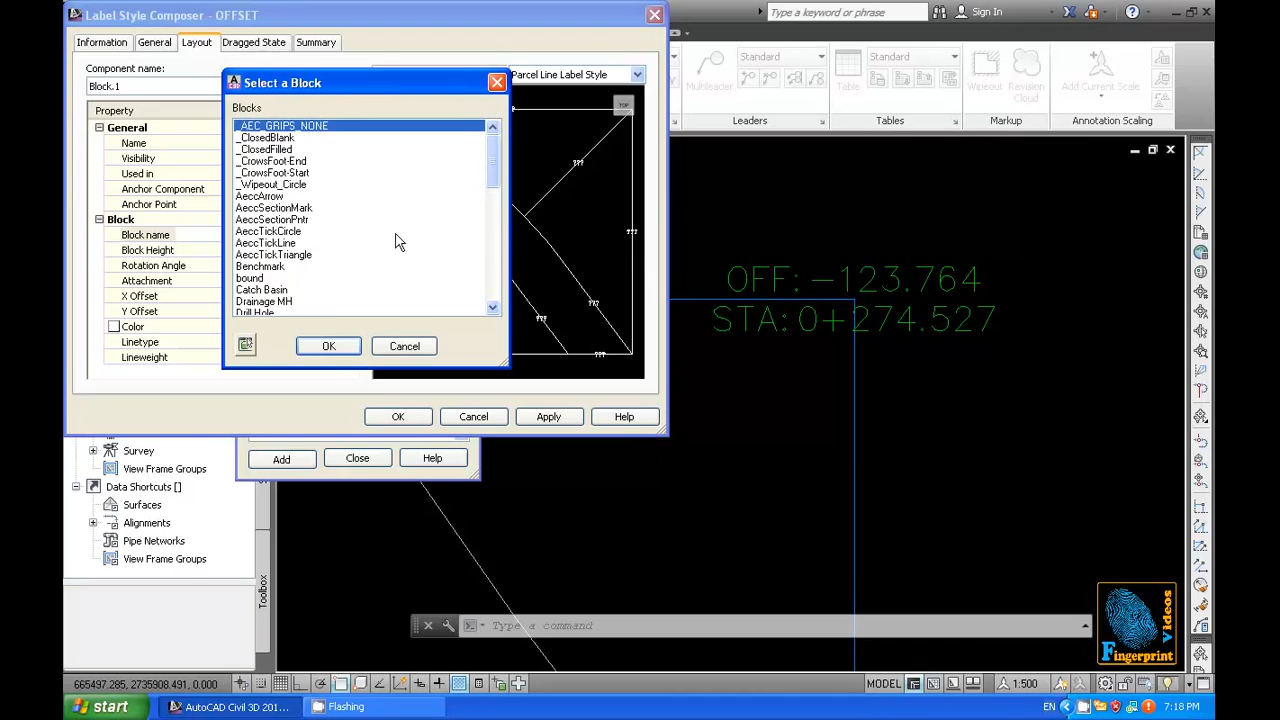 Label Style Composer - OFFSET
Type a keyword or phrase
Sign In
Information
General
Layout
Dragged State
Summary
Component name:
Block.1
Parcel Line Label Style
Property
General
Name
Visibility
Used in
Anchor Component
Anchor Point
Block
Block name
Block Height
Rotation Angle
Attachment
X Offset
Y Offset
Color
Linetype
Lineweight
Select a Block
Blocks
_AEC_GRIPS_NONE
_ClosedBlank
_ClosedFilled
_CrowsFoot-End
_CrowsFoot-Start
_Wipeout_Circle
AeccArrow
AeccSectionMark
AeccSectionPntr
AeccTickCircle
AeccTickLine
AeccTickTriangle
Benchmark
bound
Catch Basin
Drainage MH
Drill Hole
OK
Cancel
TOP
???
???
???
???
???
OK
Cancel
Apply
Help
Add
Close
Help
Multileader
Standard
Leaders
Table
Standard
Tables
Wipeout
Revision Cloud
Markup
Add Current Scale
Annotation Scaling
OFF: -123.764
STA: 0+274.527
Survey
View Frame Groups
Data Shortcuts []
Surfaces
Alignments
Pipe Networks
View Frame Groups
Toolbox
Type a command
Fingerprint
Videos
665497.285, 2735908.491, 0.000
MODEL
1:500
start
AutoCAD Civil 3D 201...
Flashing
EN
7:18 PM